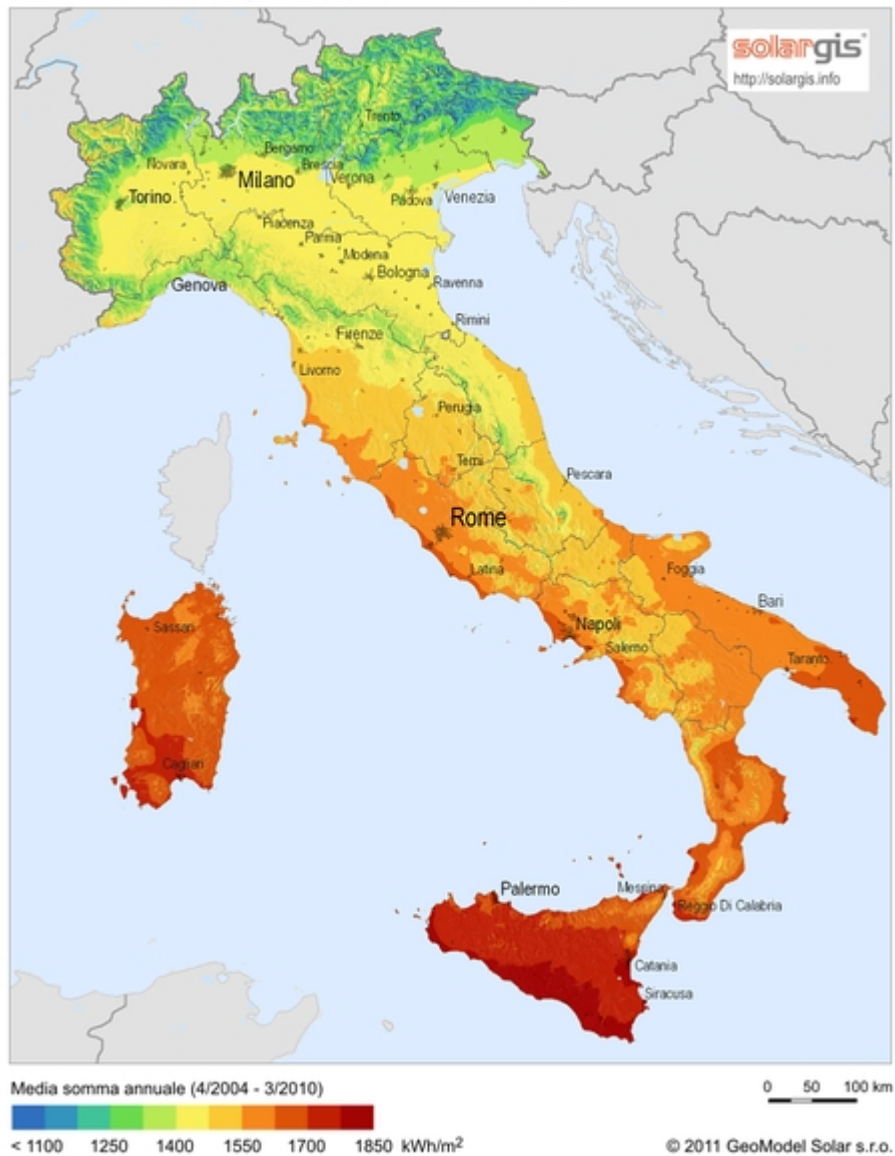 solargis
http://solargis.info
Trento
Bergamo
Novara
Brescia
Milano
Verona
Torino
Padova
Venezia
Piacenza
Parma
Modena
Bologna
Genova
Ravenna
Rimini
Firenze
Livorno
Perugia
Terni
Pescara
Rome
Latina
Foggia
Bari
Napoli
Sassari
Salerno
Taranto
Cagliari
Palermo
Messina
Reggio Di Calabria
Catania
Siracusa
Media somma annuale (4/2004 - 3/2010)
0 50 100 km
< 1100 1250 1400 1550 1700 1850 kWh/m²
© 2011 GeoModel Solar s.r.o.